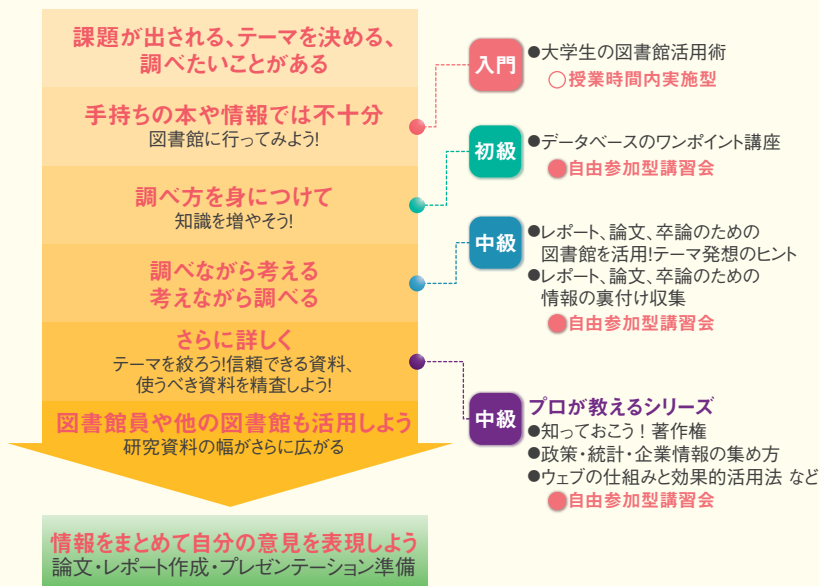 課題が出される、テーマを決める、
調べたいことがある
手持ちの本や情報では不十分
図書館に行ってみよう!
調べ方を身につけて
知識を増やそう!
調べながら考える
考えながら調べる
さらに詳しく
テーマを絞ろう!信頼できる資料、
使うべき資料を精査しよう!
図書館員や他の図書館も活用しよう
研究資料の幅がさらに広がる
情報をまとめて自分の意見を表現しよう
論文・レポート作成・プレゼンテーション準備
入門
●大学生の図書館活用術
○授業時間内実施型
初級
●データベースのワンポイント講座
●自由参加型講習会
中級
●レポート、論文、卒論のための
図書館を活用!テーマ発想のヒント
●レポート、論文、卒論のための
情報の裏付け収集
●自由参加型講習会
中級
プロが教えるシリーズ
●知っておこう! 著作権
●政策・統計・企業情報の集め方
●ウェブの仕組みと効果的活用法 など
●自由参加型講習会